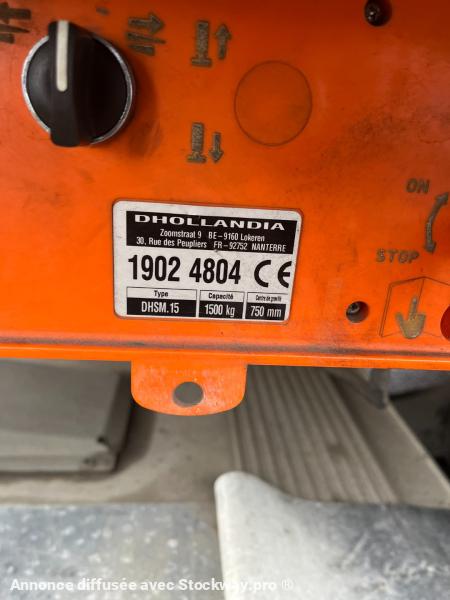 DHOLLANDIA
Zoomstraat 9 BE-9160 Lokeren
30, Rue des Peupliers FR-92752 NANTERRE
1902 4804 CE
Type Capacité Centre de gravité
DHSM.15 1500 kg 750 mm
ON
STOP
Annonce diffusée avec Stockway.pro ®